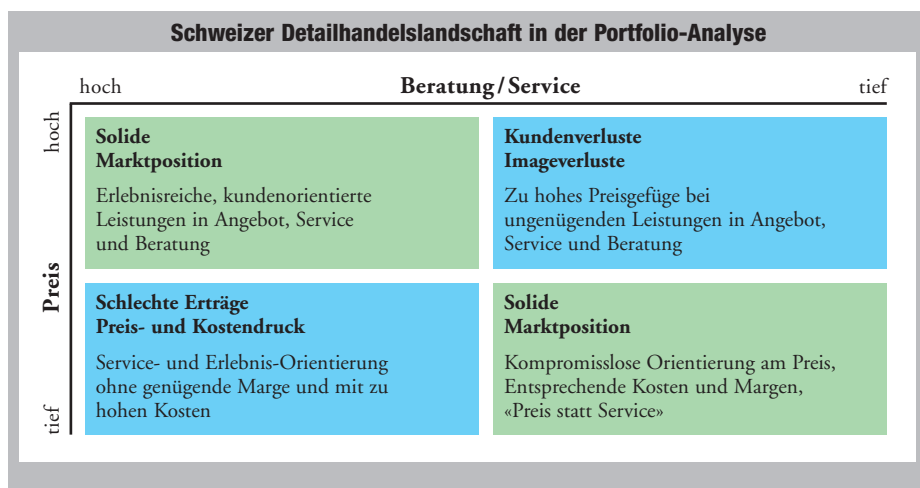 Schweizer Detailhandelslandschaft in der Portfolio-Analyse
hoch Beratung/Service tief
hoch
Preis
tief
Solide
Marktposition
Erlebnisreiche, kundenorientierte
Leistungen in Angebot, Service
und Beratung
Kundenverluste
Imageverluste
Zu hohes Preisgefüge bei
ungenügenden Leistungen in Angebot,
Service und Beratung
Schlechte Erträge
Preis- und Kostendruck
Service- und Erlebnis-Orientierung
ohne genügende Marge und mit zu
hohen Kosten
Solide
Marktposition
Kompromisslose Orientierung am Preis,
Entsprechende Kosten und Margen,
«Preis statt Service»